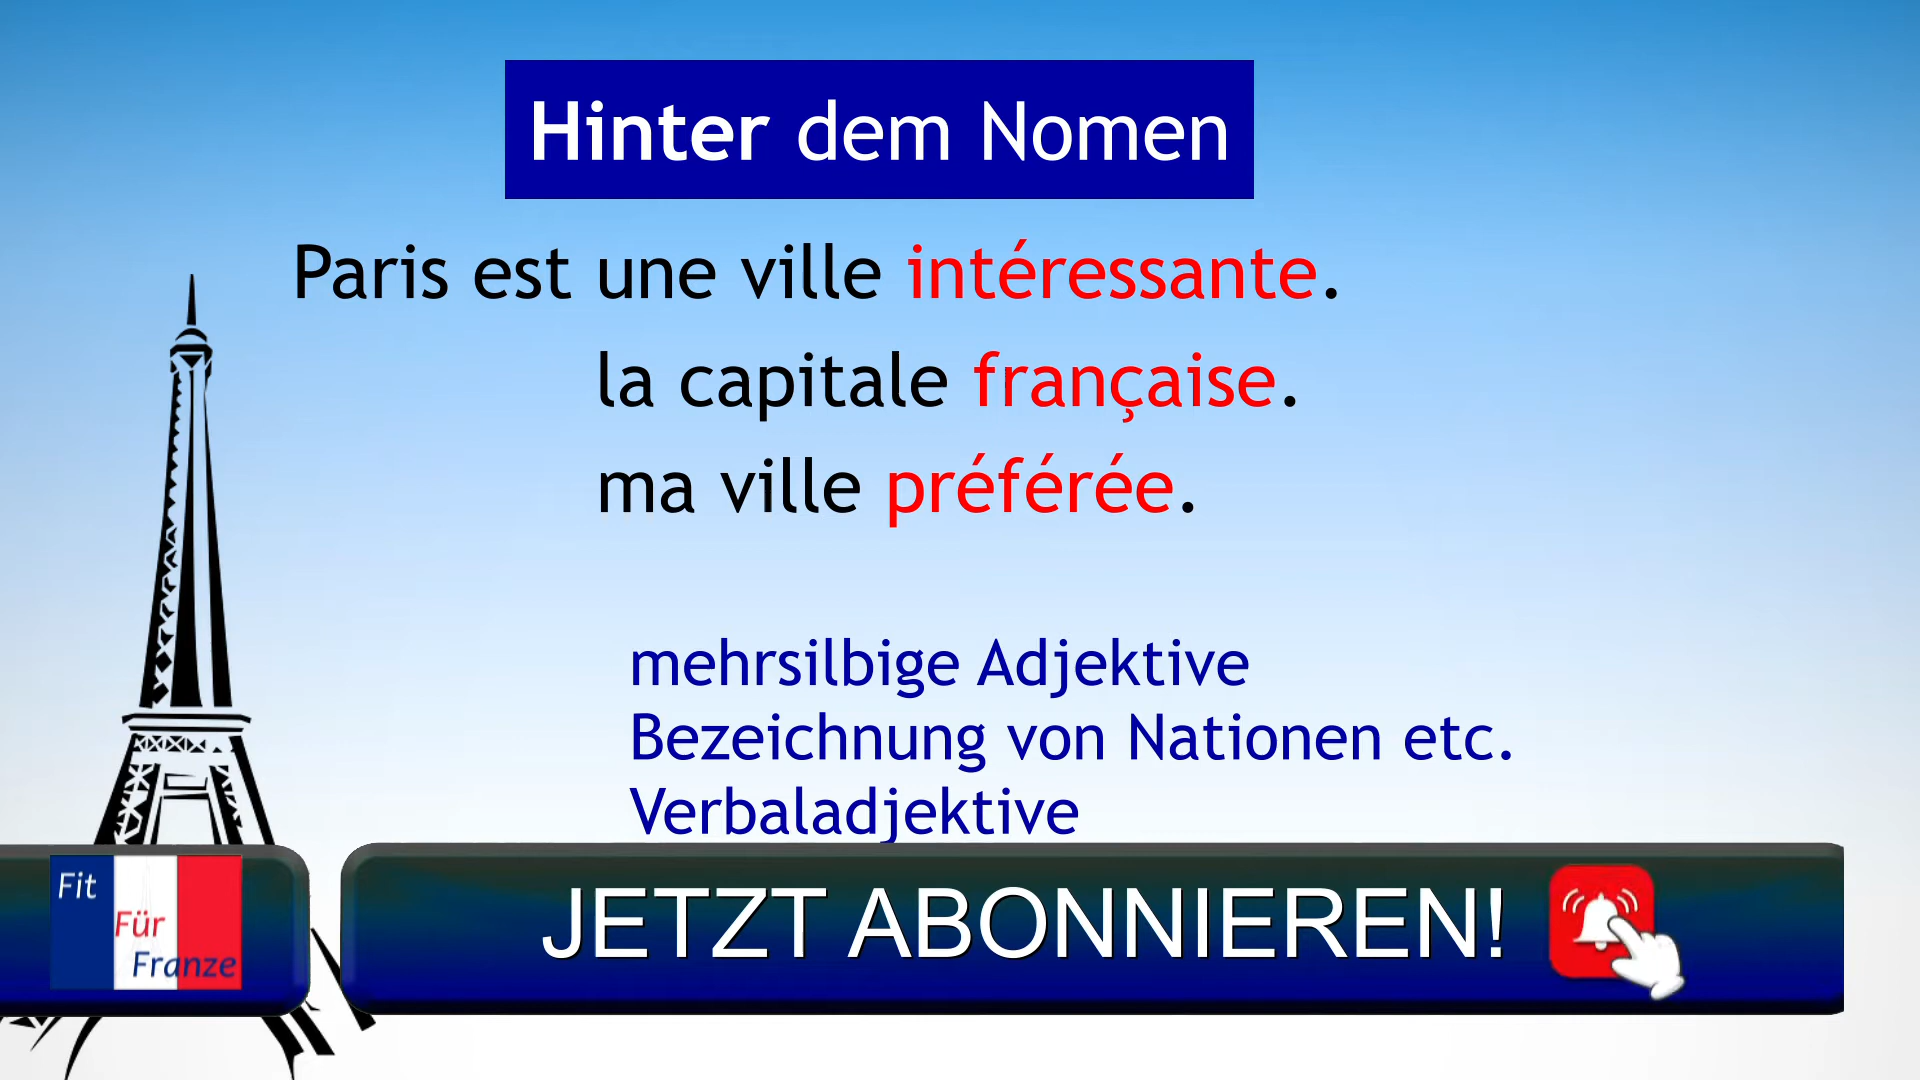 Hinter dem Nomen
Paris est une ville intéressante.
la capitale française.
ma ville préférée.
mehrsilbige Adjektive
Bezeichnung von Nationen etc.
Verbaladjektive
Fit
Für
Franze
JETZT ABONNIEREN!